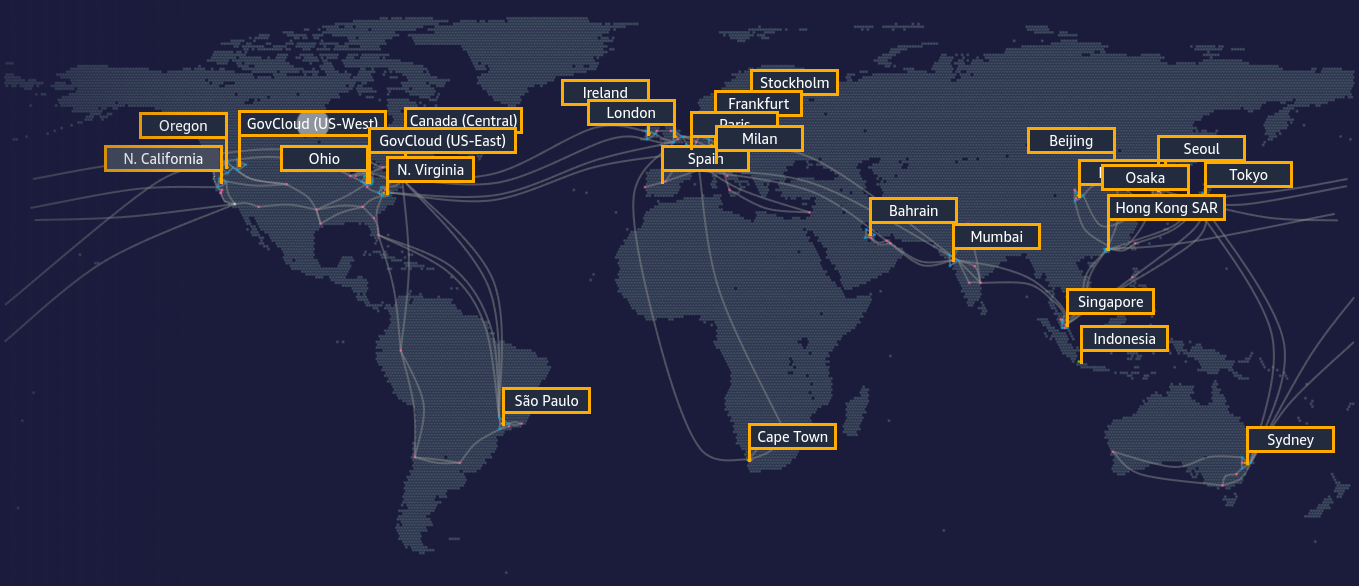 Stockholm
Ireland
Frankfurt
London
Paris
Milan
Spain
Oregon
GovCloud (US-West)
Canada (Central)
GovCloud (US-East)
N. California
Ohio
N. Virginia
Beijing
Seoul
Osaka
Tokyo
Hong Kong SAR
Bahrain
Mumbai
Singapore
Indonesia
São Paulo
Cape Town
Sydney